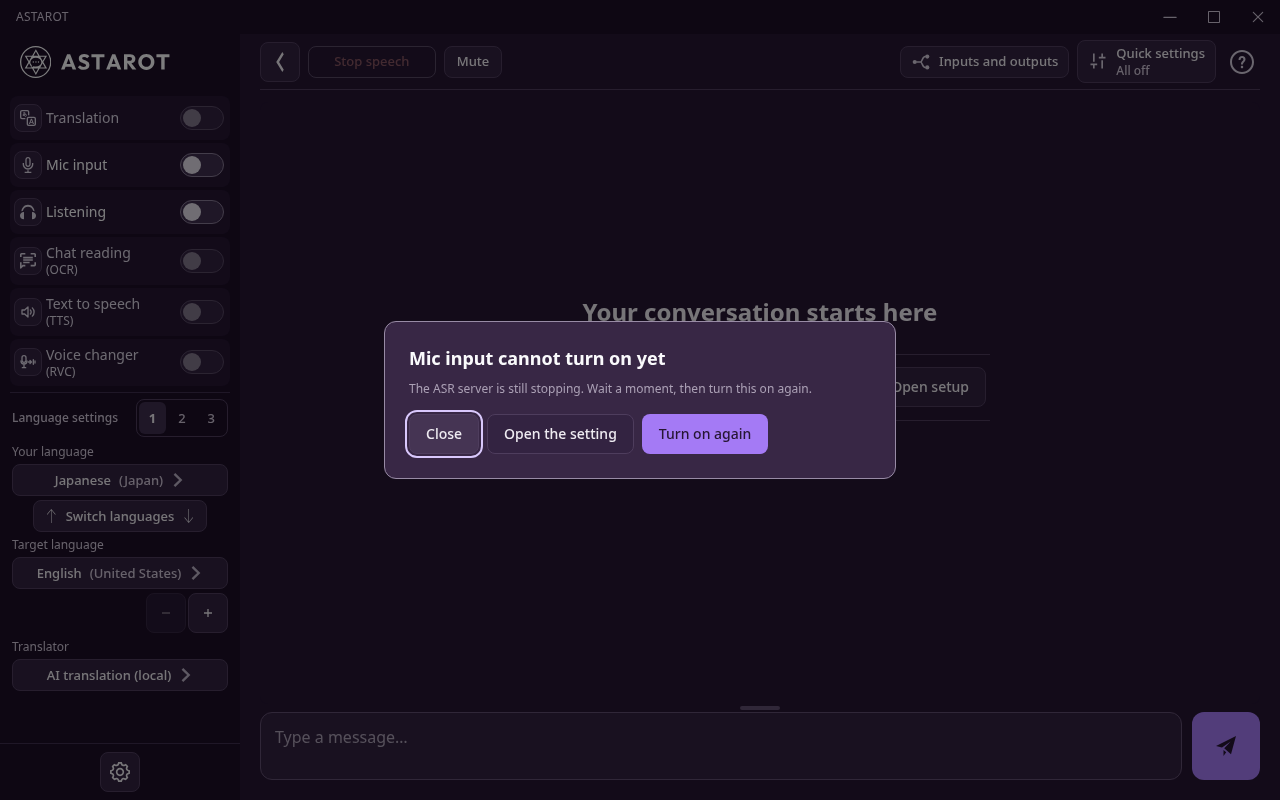 ASTAROT
ASTAROT
Translation
Mic input
Listening
Chat reading
(OCR)
Text to speech
(TTS)
Voice changer
(RVC)
Language settings
1 2 3
Your language
Japanese (Japan)
Switch languages
Target language
English (United States)
− +
Translator
AI translation (local)
Stop speech
Mute
Inputs and outputs
Quick settings
All off
?
Your conversation starts here
Open setup
Mic input cannot turn on yet
The ASR server is still stopping. Wait a moment, then turn this on again.
Close
Open the setting
Turn on again
Type a message...